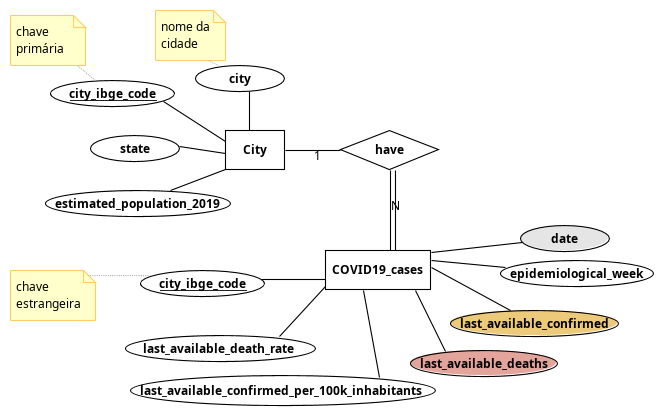 chave
primária
nome da
cidade
city
city_ibge_code
state
City
1
have
estimated_population_2019
N
date
COVID19_cases
epidemiological_week
chave
estrangeira
city_ibge_code
last_available_confirmed
last_available_death_rate
last_available_deaths
last_available_confirmed_per_100k_inhabitants